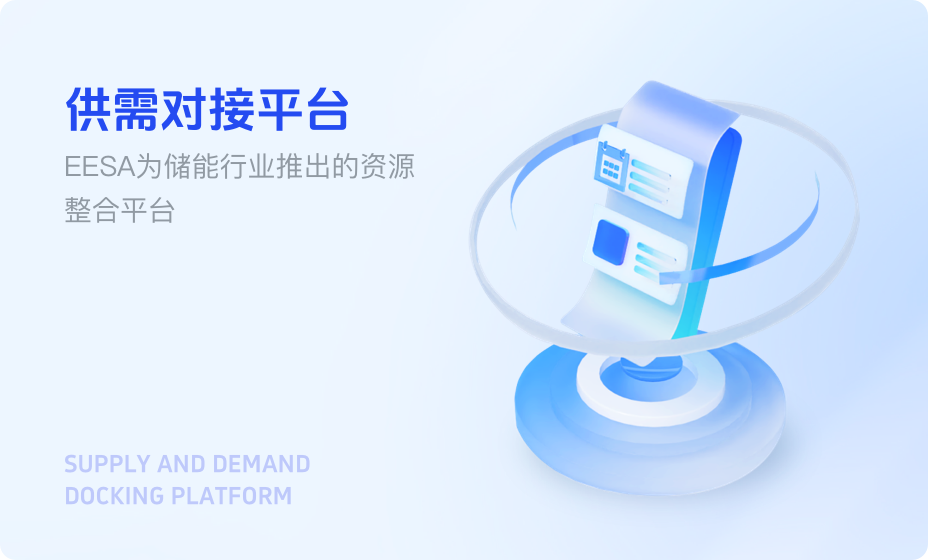 供需对接平台
EESA为储能行业推出的资源
整合平台
SUPPLY AND DEMAND
DOCKING PLATFORM